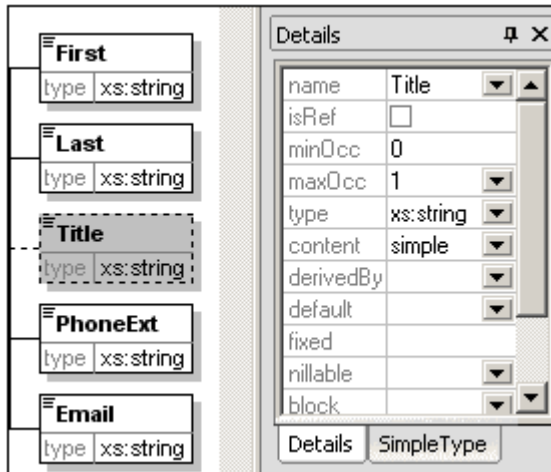 First
type xs:string
Last
type xs:string
Title
type xs:string
PhoneExt
type xs:string
Email
type xs:string
Details
name Title
isRef
minOcc 0
maxOcc 1
type xs:string
content simple
derivedBy
default
fixed
nillable
block
Details SimpleType